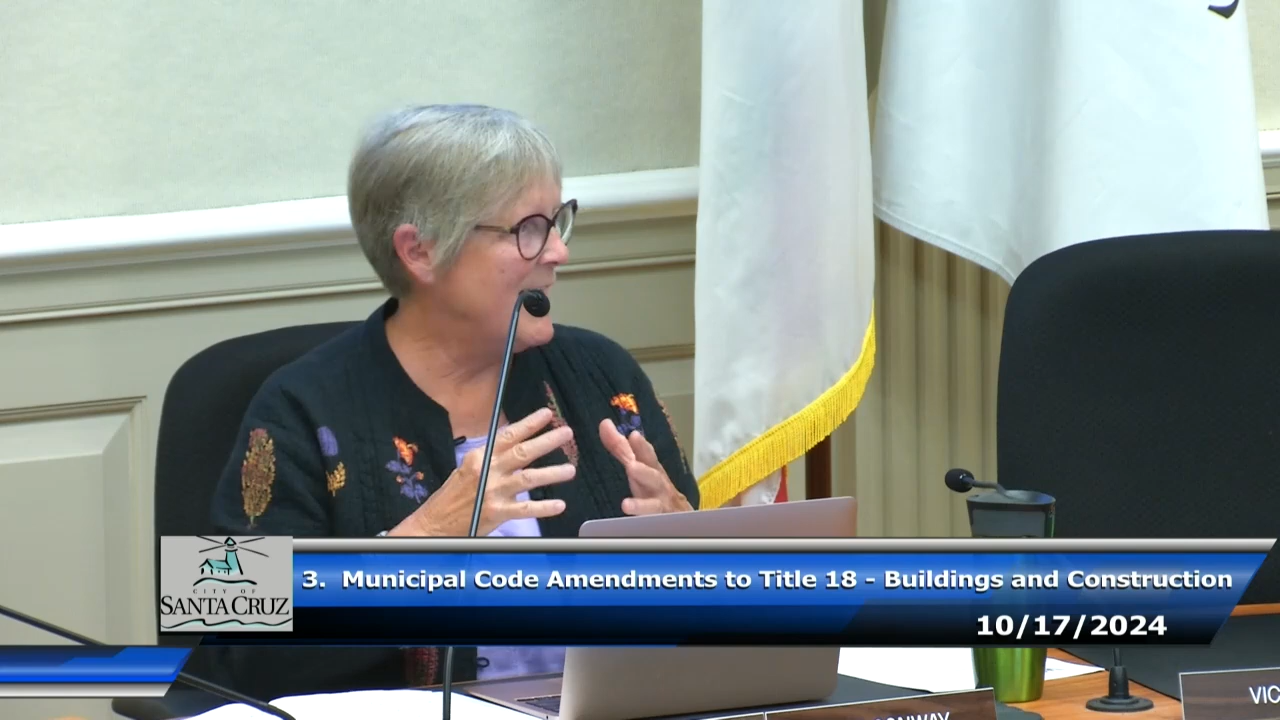 3. Municipal Code Amendments to Title 18 - Buildings and Construction
CITY OF
SANTA CRUZ
10/17/2024